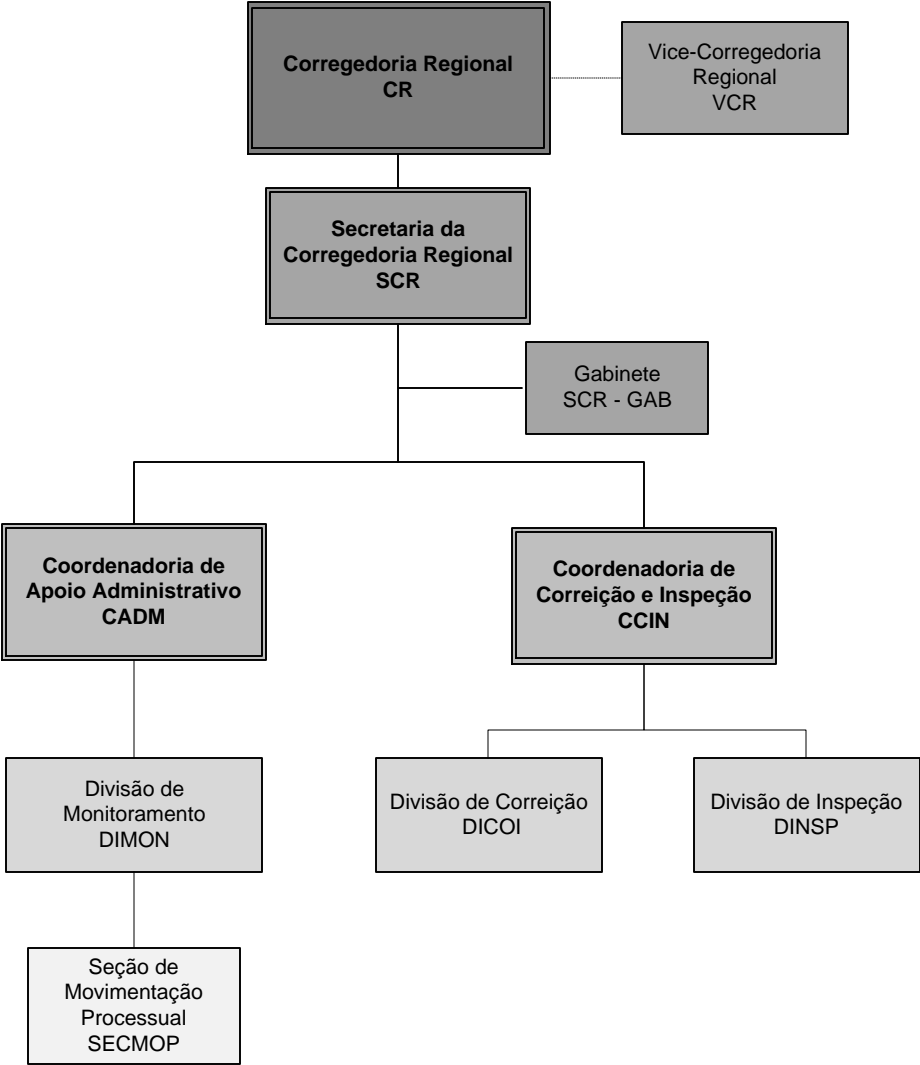 Corregedoria Regional
CR
Vice-Corregedoria
Regional
VCR
Secretaria da
Corregedoria Regional
SCR
Gabinete
SCR - GAB
Coordenadoria de
Apoio Administrativo
CADM
Coordenadoria de
Correição e Inspeção
CCIN
Divisão de
Monitoramento
DIMON
Divisão de Correição
DICOI
Divisão de Inspeção
DINSP
Seção de
Movimentação
Processual
SECMOP